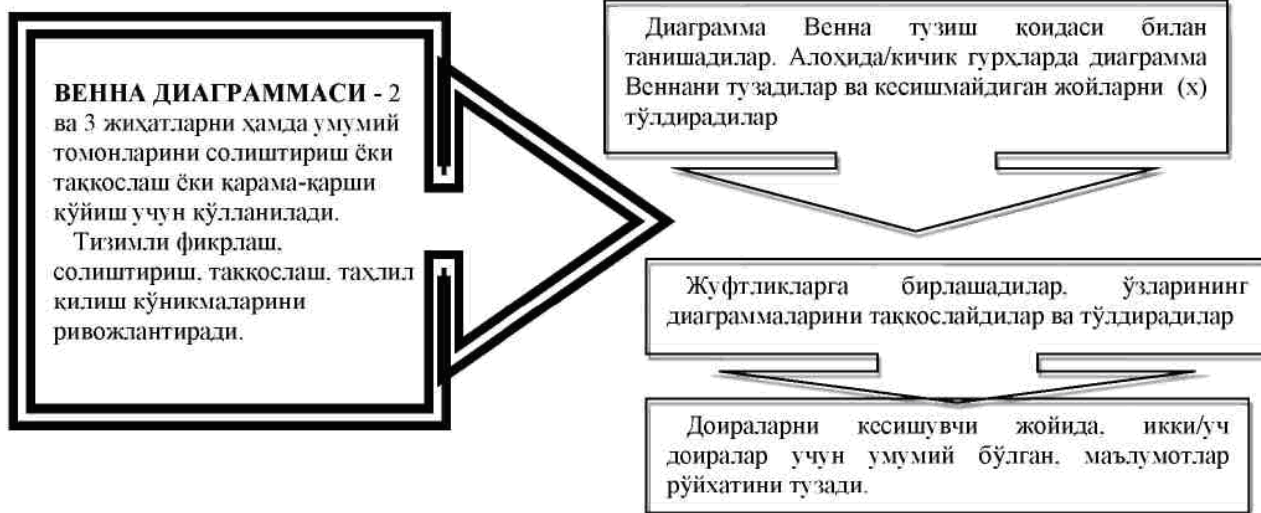 ВЕННА ДИАГРАММАСИ - 2
ва 3 жиҳатларни ҳамда умумий
томонларини солиштириш ёки
таққослаш ёки қарама-қарши
қўйиш учун қўлланилади.
Тизимли фикрлаш,
солиштириш, таққослаш, таҳлил
қилиш кўникмаларини
ривожлантиради.
Диаграмма Венна тузиш қоидаси билан
танишадилар. Алоҳида/кичик гурҳларда диаграмма
Веннани тузадилар ва кесишмайдиган жойларни (х)
тўлдирадилар
Жуфтликларга бирлашадилар, ўзларининг
диаграммаларини таққослайдилар ва тўлдирадилар
Доираларни кесишувчи жойида, икки/уч
доиралар учун умумий бўлган, маълумотлар
рўйхатини тузади.